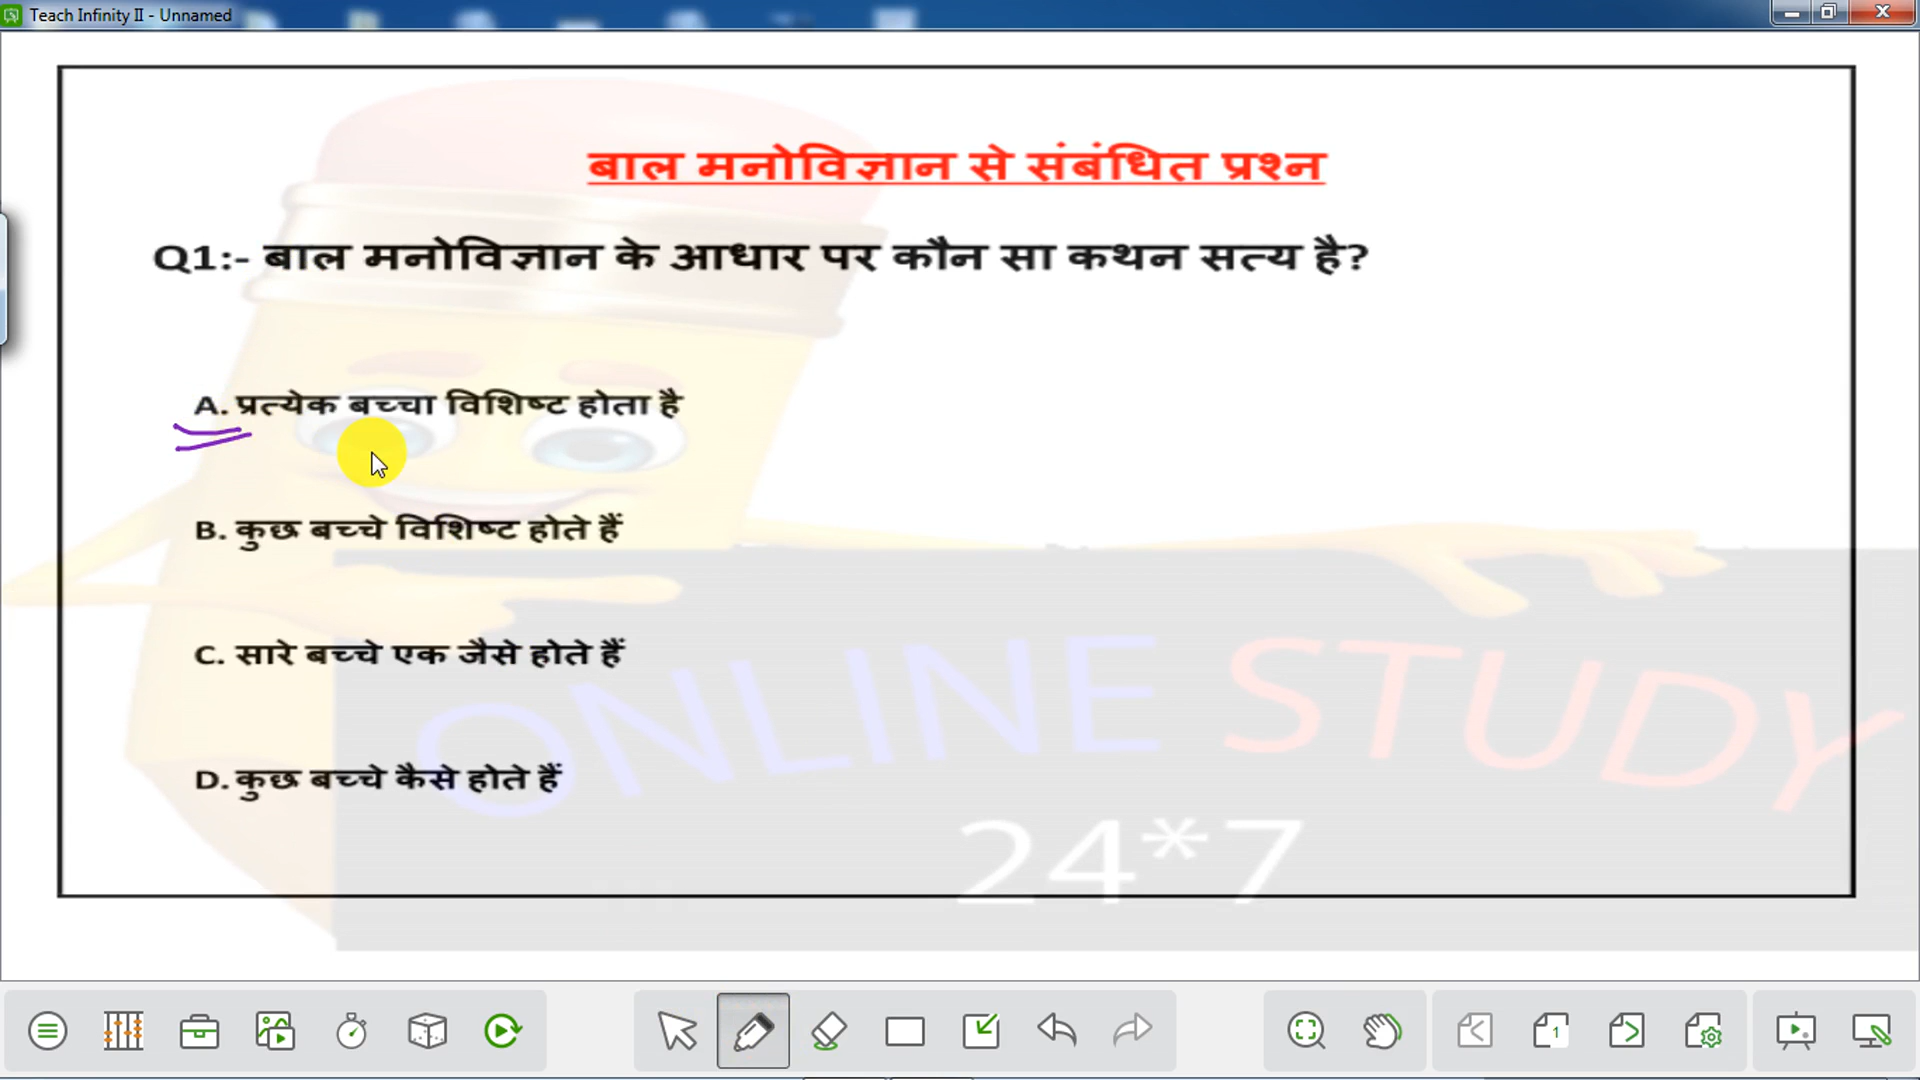 Teach Infinity II - Unnamed
बाल मनोविज्ञान से संबंधित प्रश्न
Q1:- बाल मनोविज्ञान के आधार पर कौन सा कथन सत्य है?
A. प्रत्येक बच्चा विशिष्ट होता है
B. कुछ बच्चे विशिष्ट होते हैं
C. सारे बच्चे एक जैसे होते हैं
D. कुछ बच्चे कैसे होते हैं
ONLINE STUDY
24*7
1